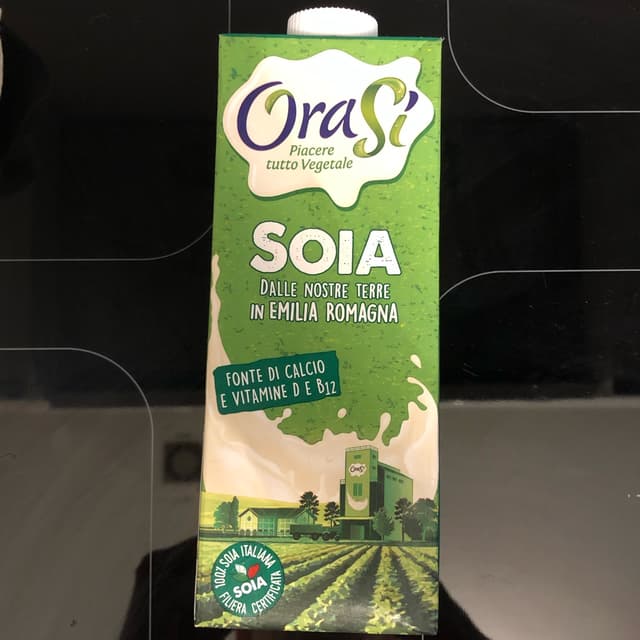 OraSì
Piacere
tutto Vegetale
SOIA
DALLE NOSTRE TERRE
IN EMILIA ROMAGNA
FONTE DI CALCIO
E VITAMINE D E B12
OraSì
100% SOIA ITALIANA
SOIA
FILIERA CERTIFICATA